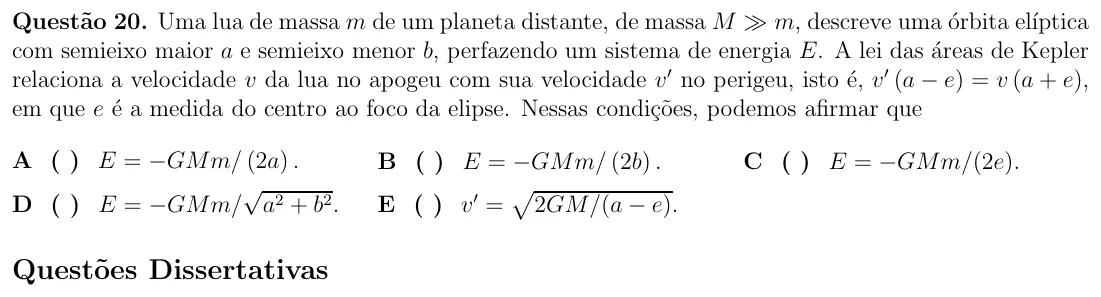 Questão 20. Uma lua de massa m de um planeta distante, de massa M ≫ m, descreve uma órbita elíptica
com semieixo maior a e semieixo menor b, perfazendo um sistema de energia E. A lei das áreas de Kepler
relaciona a velocidade v da lua no apogeu com sua velocidade v′ no perigeu, isto é, v′ (a − e) = v (a + e),
em que e é a medida do centro ao foco da elipse. Nessas condições, podemos afirmar que
A ( ) E = −GMm/ (2a) . B ( ) E = −GMm/ (2b) . C ( ) E = −GMm/(2e).
D ( ) E = −GMm/√(a² + b²). E ( ) v′ = √(2GM/(a − e)).
Questões Dissertativas